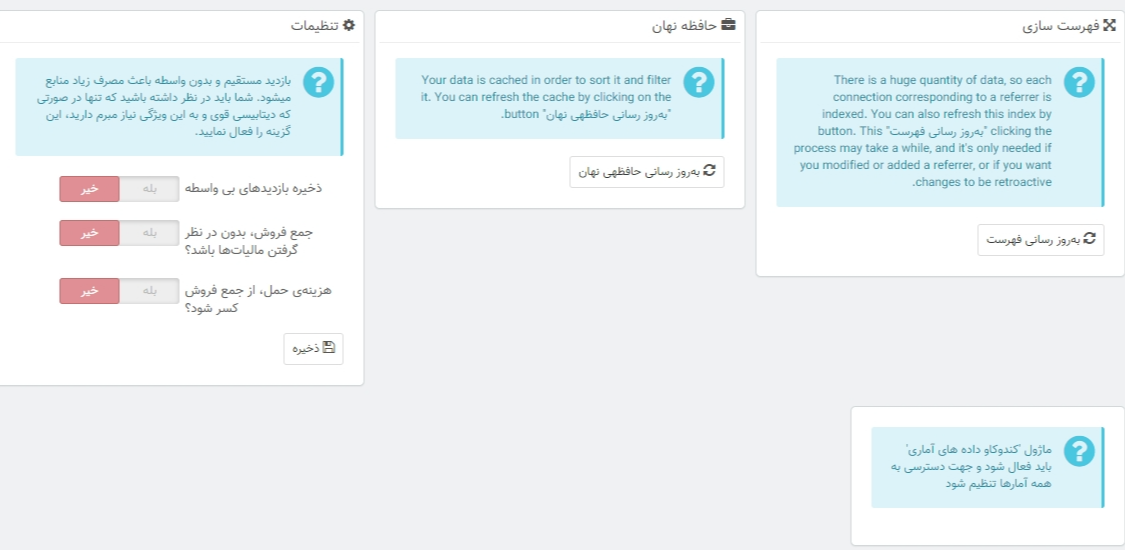 فهرست سازی
There is a huge quantity of data, so each
connection corresponding to a referrer is
indexed. You can also refresh this index by
button. This "به‌روز رسانی فهرست" clicking the
process may take a while, and it's only needed if
you modified or added a referrer, or if you want
.changes to be retroactive
به‌روز رسانی فهرست
حافظه نهان
Your data is cached in order to sort it and filter
it. You can refresh the cache by clicking on the
.button "به‌روز رسانی حافظه‍ی نهان"
به‌روز رسانی حافظه‍ی نهان
تنظیمات
بازدید مستقیم و بدون واسطه باعث مصرف زیاد منابع
میشود. شما باید در نظر داشته باشید که تنها در صورتی
که دیتابیسی قوی و به این ویژگی نیاز مبرم دارید، این
گزینه را فعال نمایید.
ذخیره بازدیدهای بی واسطه
بله
خیر
جمع فروش، بدون در نظر
گرفتن مالیات‌ها باشد؟
بله
خیر
هزینه‌ی حمل، از جمع فروش
کسر شود؟
بله
خیر
ذخیره
ماژول 'کندوکاو داده های آماری'
باید فعال شود و جهت دسترسی به
همه آمارها تنظیم شود